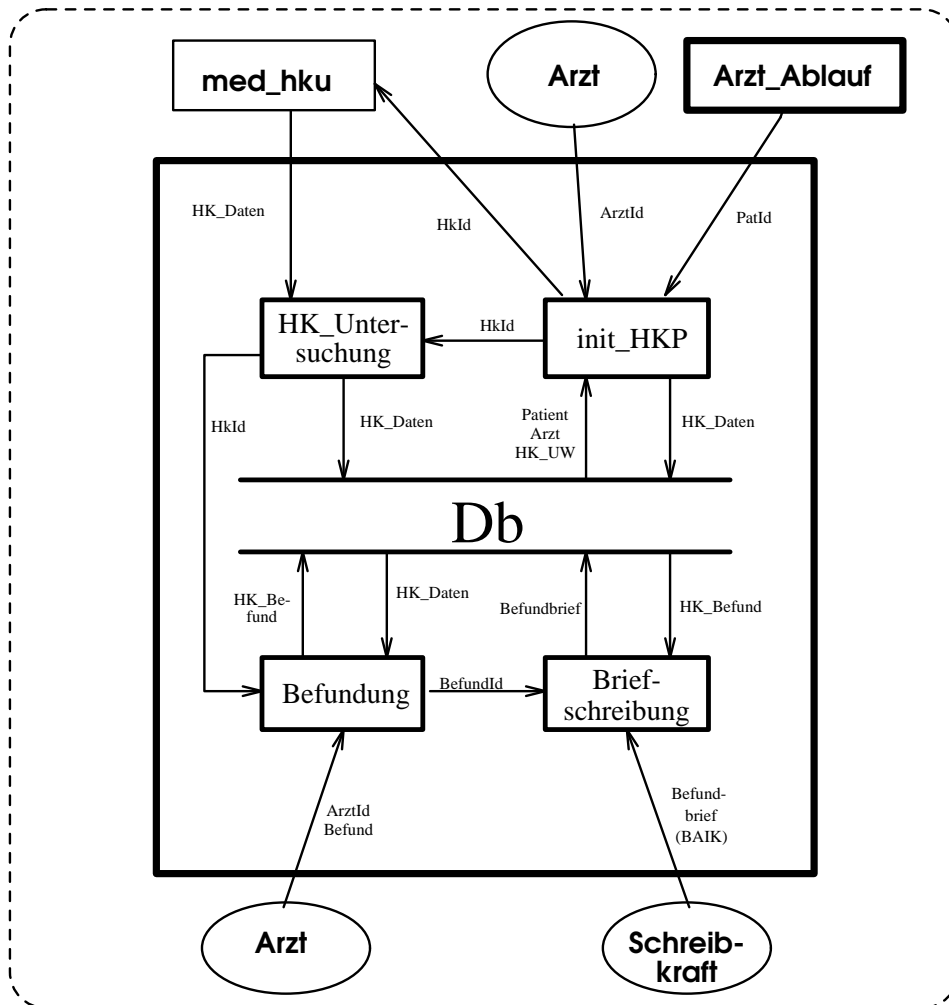 med_hku
Arzt
Arzt_Ablauf
HK_Daten
HkId
ArztId
PatId
HK_Unter-
suchung
HkId
init_HKP
HkId
HK_Daten
Patient
Arzt
HK_UW
HK_Daten
Db
HK_Be-
fund
HK_Daten
Befundbrief
HK_Befund
Befundung
BefundId
Brief-
schreibung
ArztId
Befund
Befund-
brief
(BAIK)
Arzt
Schreib-
kraft